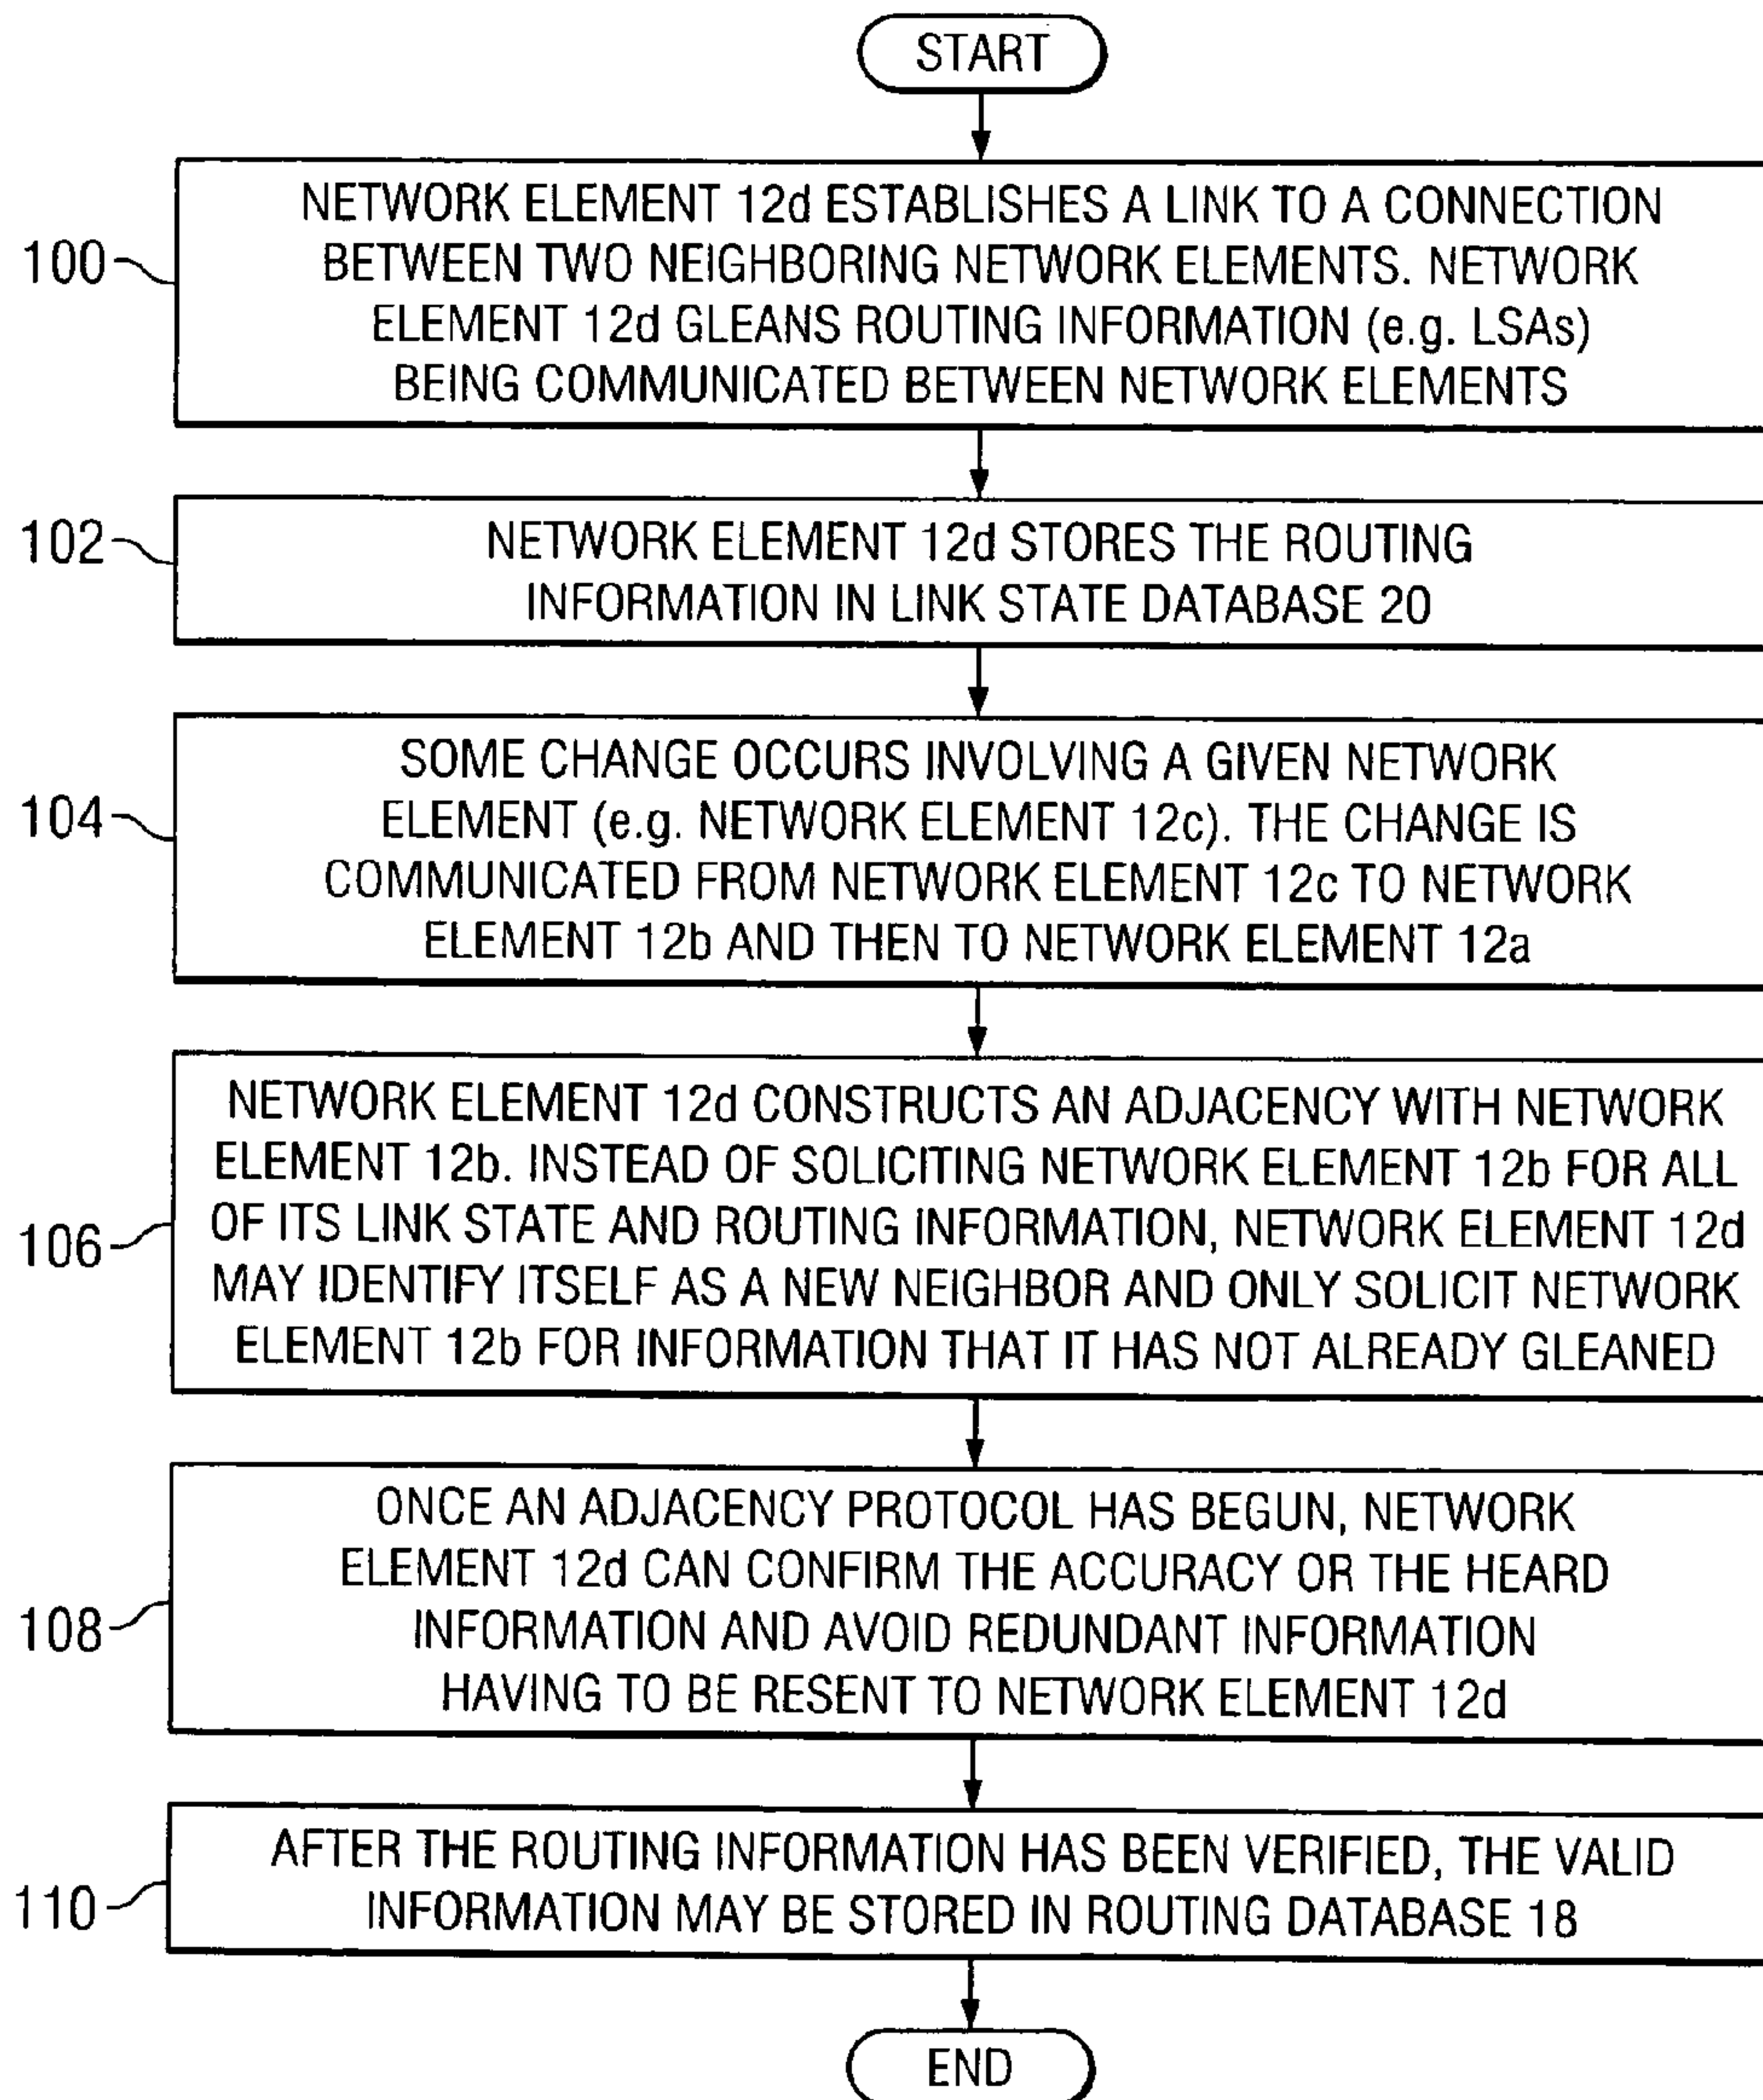 START
100
NETWORK ELEMENT 12d ESTABLISHES A LINK TO A CONNECTION
BETWEEN TWO NEIGHBORING NETWORK ELEMENTS. NETWORK
ELEMENT 12d GLEANS ROUTING INFORMATION (e.g. LSAs)
BEING COMMUNICATED BETWEEN NETWORK ELEMENTS
102
NETWORK ELEMENT 12d STORES THE ROUTING
INFORMATION IN LINK STATE DATABASE 20
104
SOME CHANGE OCCURS INVOLVING A GIVEN NETWORK
ELEMENT (e.g. NETWORK ELEMENT 12c). THE CHANGE IS
COMMUNICATED FROM NETWORK ELEMENT 12c TO NETWORK
ELEMENT 12b AND THEN TO NETWORK ELEMENT 12a
106
NETWORK ELEMENT 12d CONSTRUCTS AN ADJACENCY WITH NETWORK
ELEMENT 12b. INSTEAD OF SOLICITING NETWORK ELEMENT 12b FOR ALL
OF ITS LINK STATE AND ROUTING INFORMATION, NETWORK ELEMENT 12d
MAY IDENTIFY ITSELF AS A NEW NEIGHBOR AND ONLY SOLICIT NETWORK
ELEMENT 12b FOR INFORMATION THAT IT HAS NOT ALREADY GLEANED
108
ONCE AN ADJACENCY PROTOCOL HAS BEGUN, NETWORK
ELEMENT 12d CAN CONFIRM THE ACCURACY OR THE HEARD
INFORMATION AND AVOID REDUNDANT INFORMATION
HAVING TO BE RESENT TO NETWORK ELEMENT 12d
110
AFTER THE ROUTING INFORMATION HAS BEEN VERIFIED, THE VALID
INFORMATION MAY BE STORED IN ROUTING DATABASE 18
END